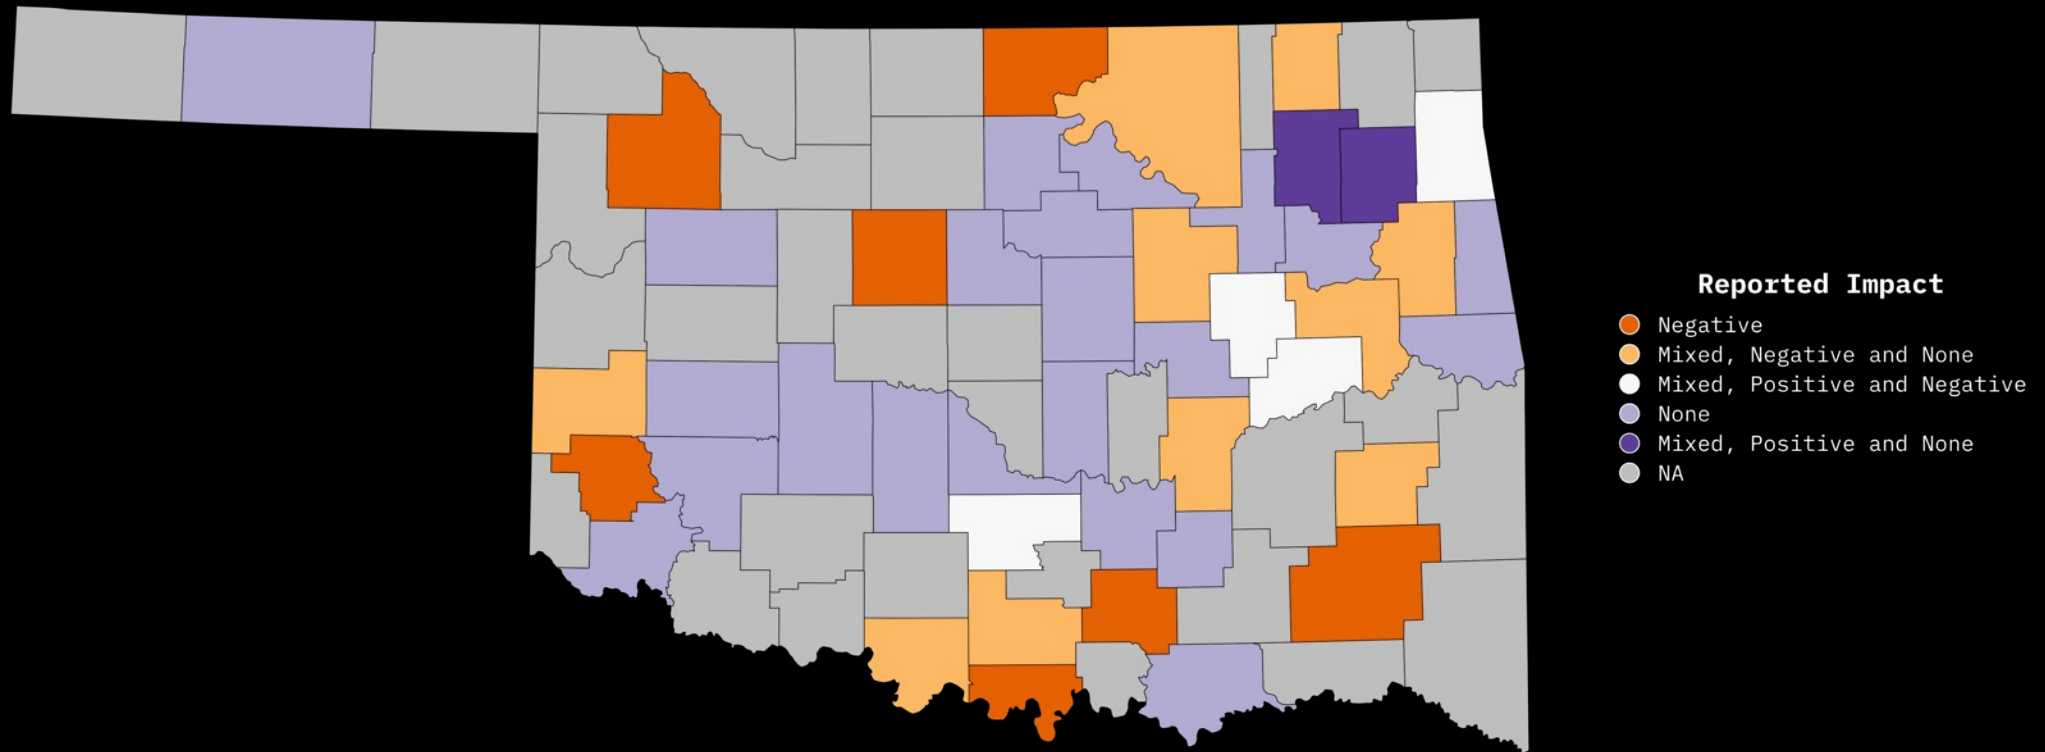 Reported Impact
Negative
Mixed, Negative and None
Mixed, Positive and Negative
None
Mixed, Positive and None
NA